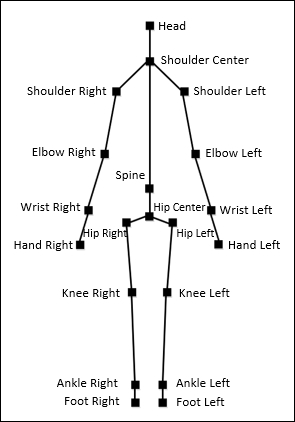 Head
Shoulder Center
Shoulder Right
Shoulder Left
Elbow Right
Elbow Left
Spine
Wrist Right
Hip Center
Wrist Left
Hand Right
Hip Right
Hip Left
Hand Left
Knee Right
Knee Left
Ankle Right
Ankle Left
Foot Right
Foot Left